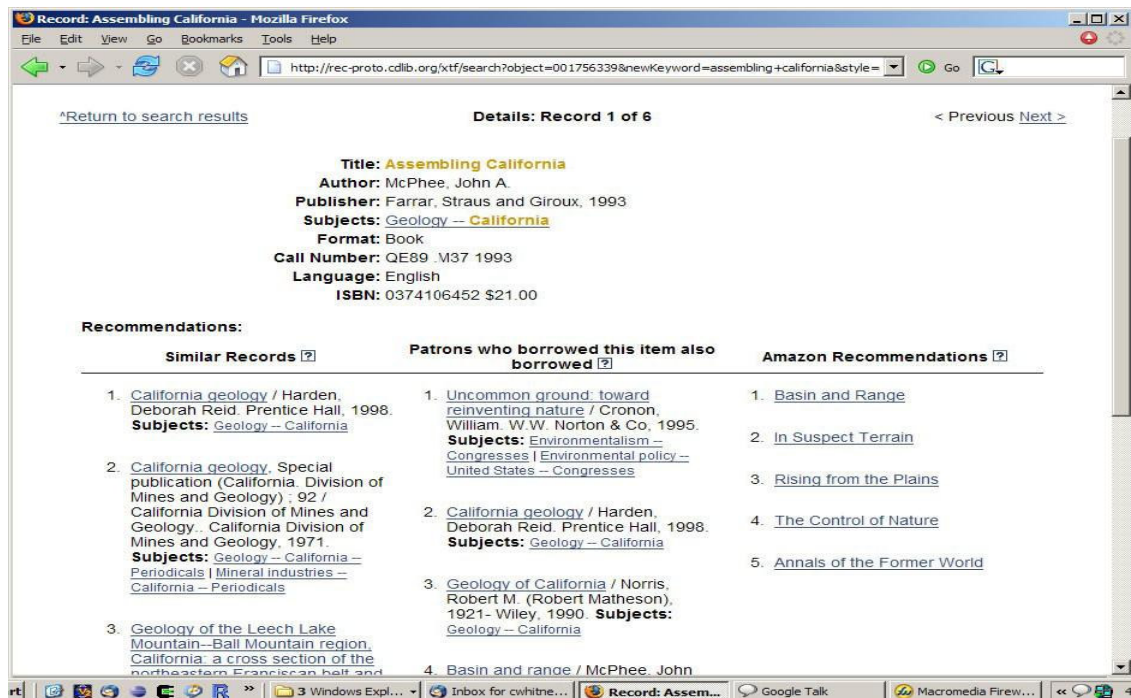 Record: Assembling California - Mozilla Firefox
File Edit View Go Bookmarks Tools Help
http://rec-proto.cdlib.org/xtf/search?object=001756339&newKeyword=assembling+california&style= Go
^Return to search results Details: Record 1 of 6 < Previous Next >
Title: Assembling California
Author: McPhee, John A.
Publisher: Farrar, Straus and Giroux, 1993
Subjects: Geology -- California
Format: Book
Call Number: QE89 .M37 1993
Language: English
ISBN: 0374106452 $21.00
Recommendations:
Similar Records ?
1. California geology / Harden,
Deborah Reid. Prentice Hall, 1998.
Subjects: Geology -- California
2. California geology, Special
publication (California. Division of
Mines and Geology) ; 92 /
California Division of Mines and
Geology.. California Division of
Mines and Geology, 1971.
Subjects: Geology -- California --
Periodicals | Mineral industries --
California -- Periodicals
3. Geology of the Leech Lake
Mountain--Ball Mountain region,
California: a cross section of the
northeastern Franciscan belt and
Patrons who borrowed this item also
borrowed ?
1. Uncommon ground: toward
reinventing nature / Cronon,
William. W.W. Norton & Co, 1995.
Subjects: Environmentalism --
Congresses | Environmental policy --
United States -- Congresses
2. California geology / Harden,
Deborah Reid. Prentice Hall, 1998.
Subjects: Geology -- California
3. Geology of California / Norris,
Robert M. (Robert Matheson),
1921- Wiley, 1990. Subjects:
Geology -- California
4. Basin and range / McPhee, John
Amazon Recommendations ?
1. Basin and Range
2. In Suspect Terrain
3. Rising from the Plains
4. The Control of Nature
5. Annals of the Former World
rt » 3 Windows Expl... Inbox for cwhitne... Record: Assem... Google Talk Macromedia Firew... «